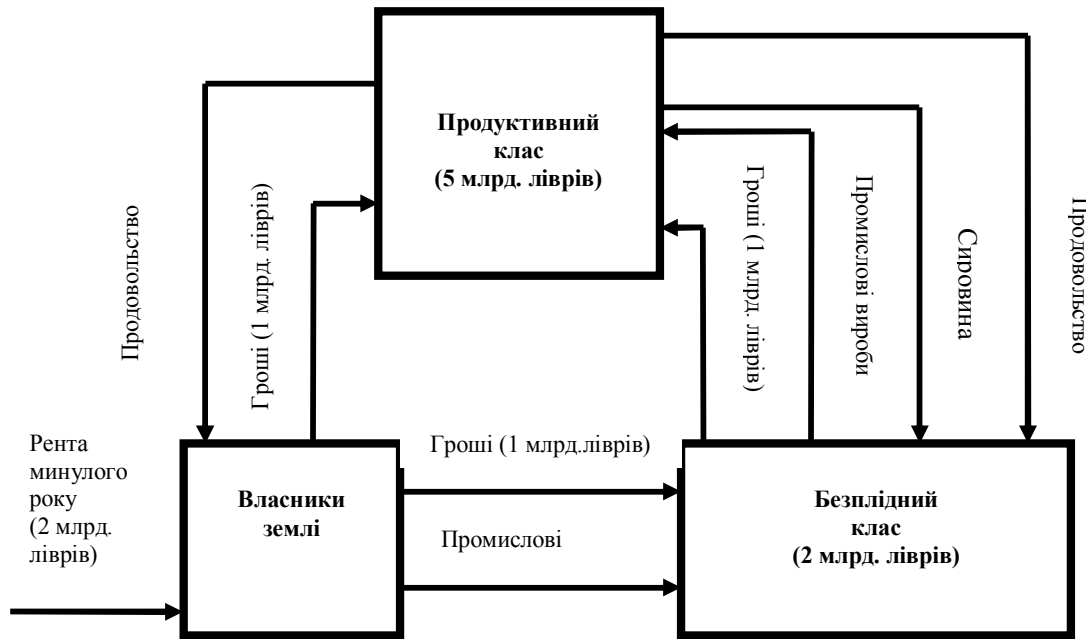 Продуктивний
клас
(5 млрд. ліврів)
Продовольство
Гроші (1 млрд. ліврів)
Гроші (1 млрд.
ліврів)
Промислові вироби
Сировина
Продовольство
Рента
минулого
року
(2 млрд.
ліврів)
Власники
землі
Гроші (1 млрд.ліврів)
Промислові
Безплідний
клас
(2 млрд. ліврів)